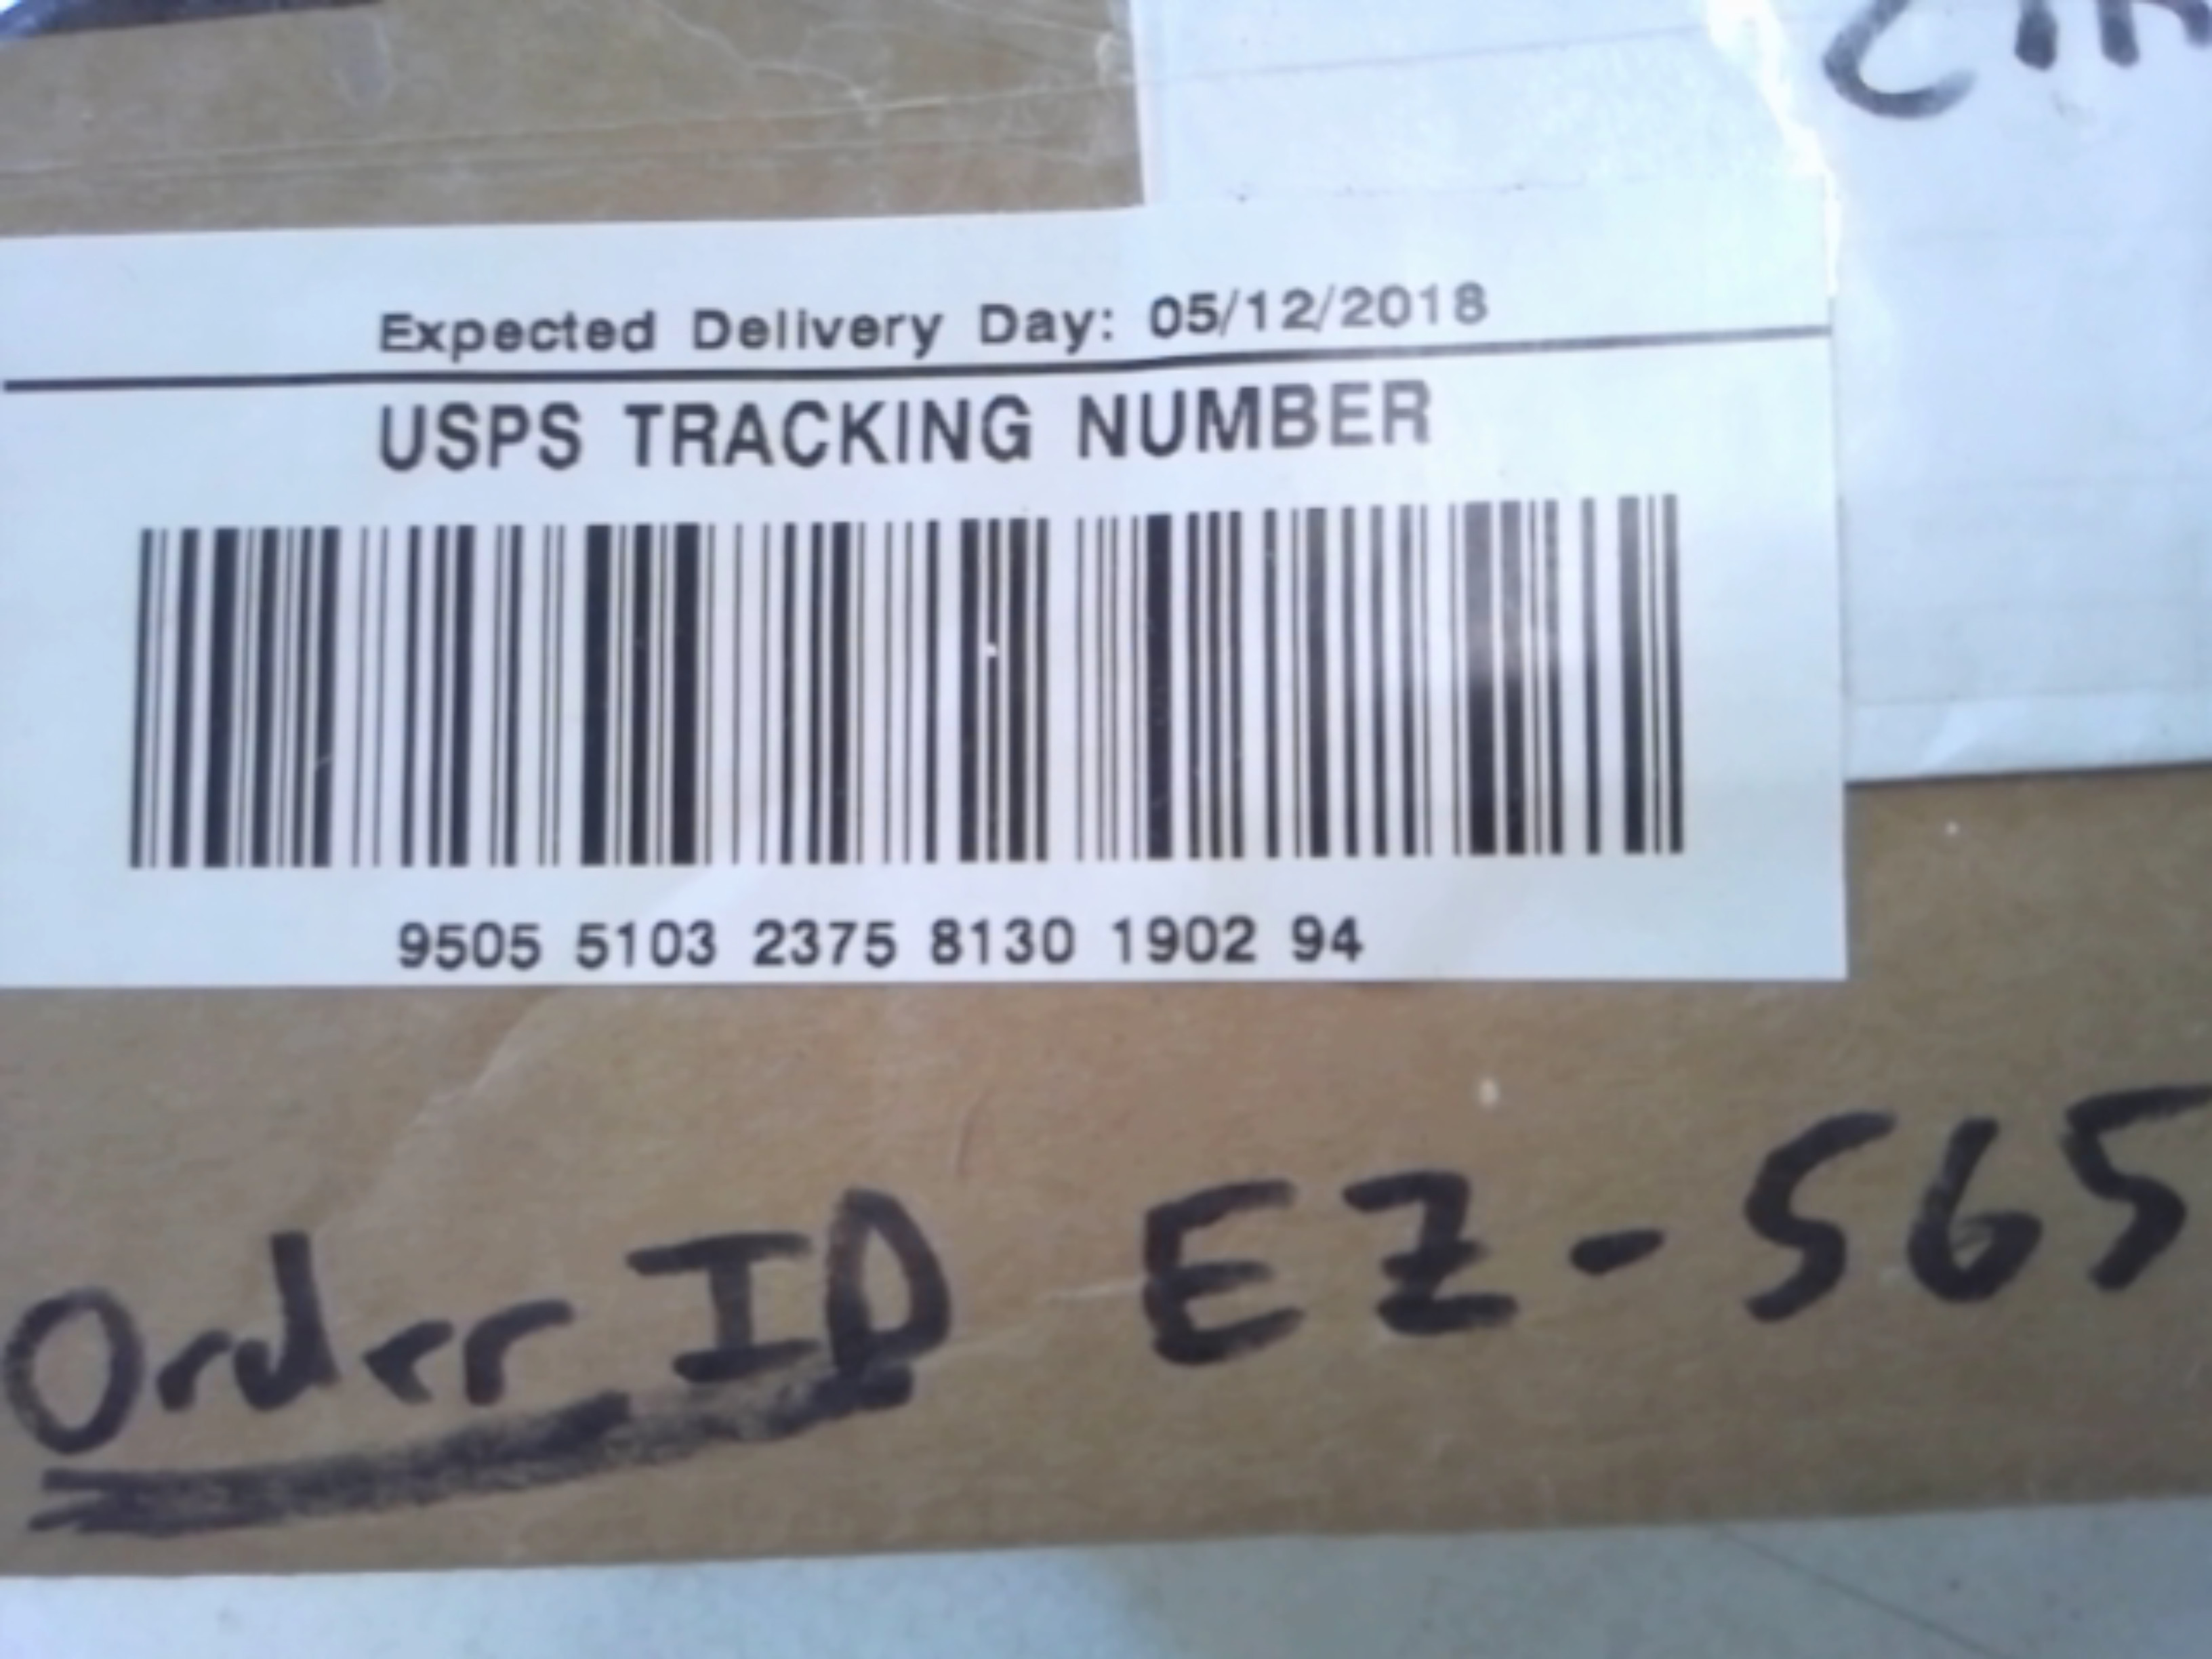 Expected Delivery Day: 05/12/2018
USPS TRACKING NUMBER
9505 5103 2375 8130 1902 94
Order ID EZ-565